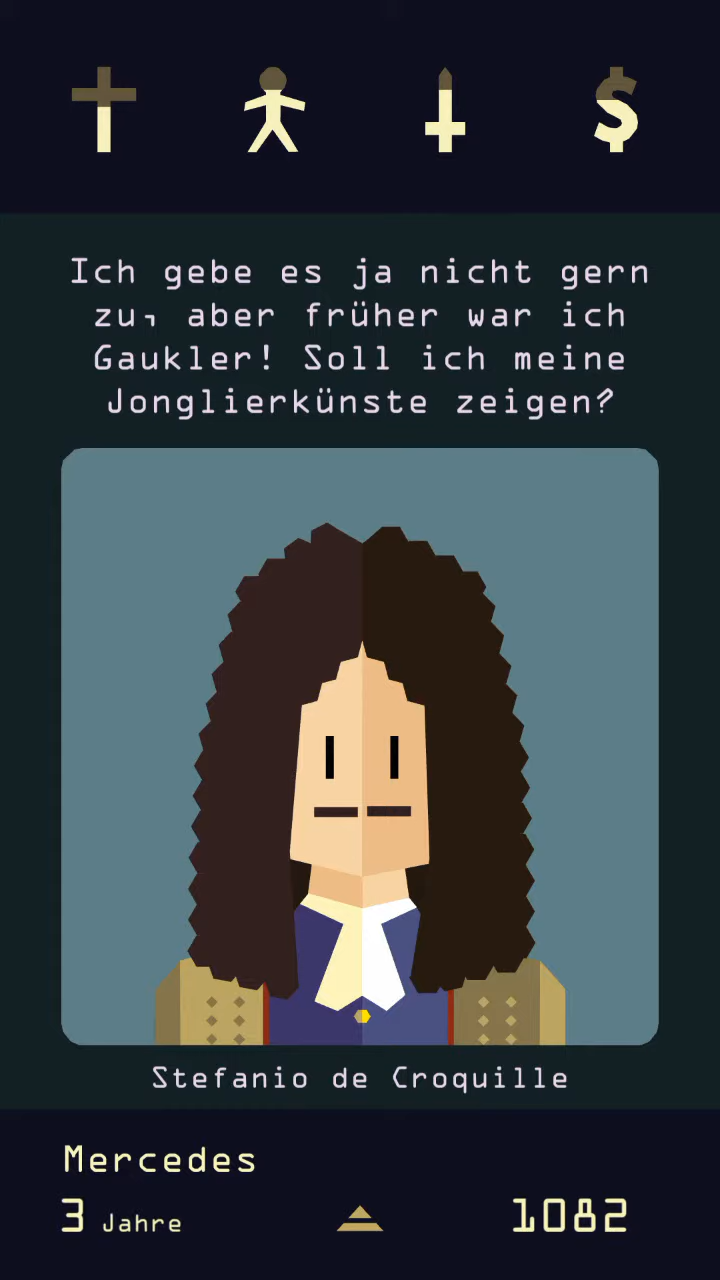 Ich gebe es ja nicht gern
zu, aber früher war ich
Gaukler! Soll ich meine
Jonglierkünste zeigen?
Stefanio de Croquille
Mercedes
3 Jahre
1082